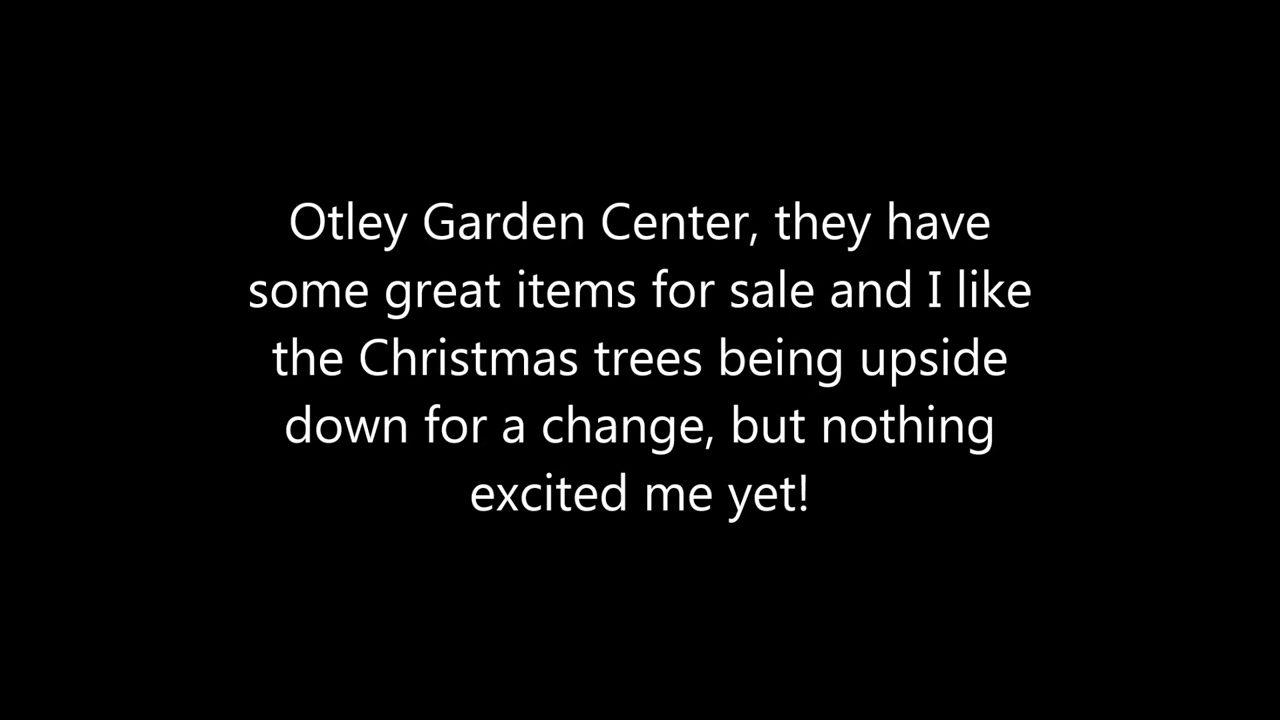 Otley Garden Center, they have
some great items for sale and I like
the Christmas trees being upside
down for a change, but nothing
excited me yet!